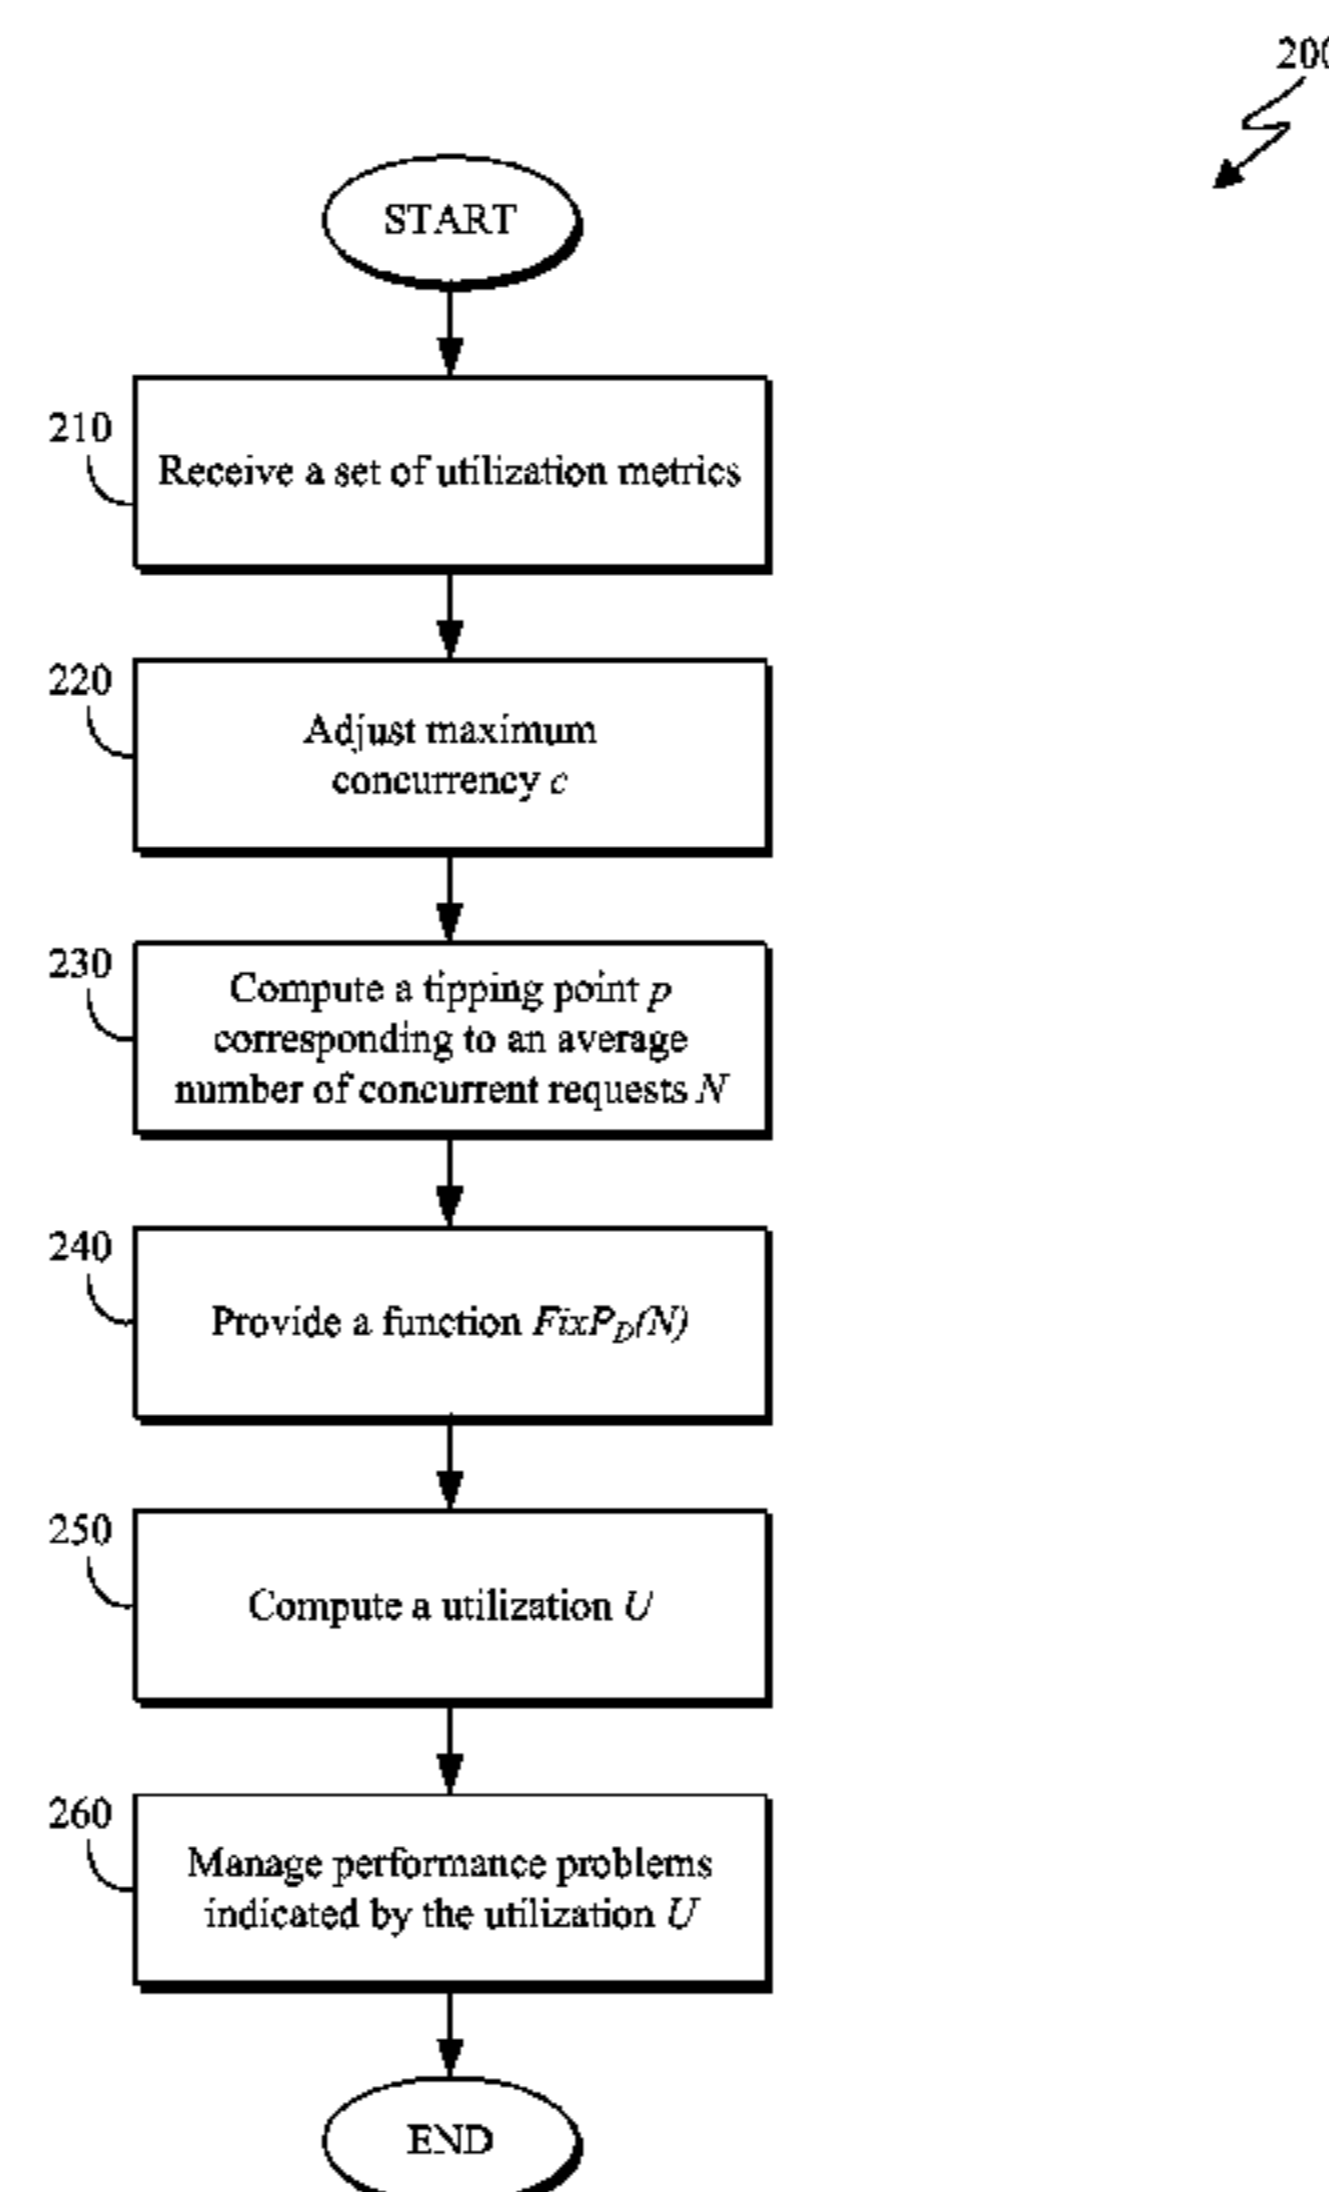 200
START
210
Receive a set of utilization metrics
220
Adjust maximum
concurrency c
230
Compute a tipping point p
corresponding to an average
number of concurrent requests N
240
Provide a function FixP_D(N)
250
Compute a utilization U
260
Manage performance problems
indicated by the utilization U
END